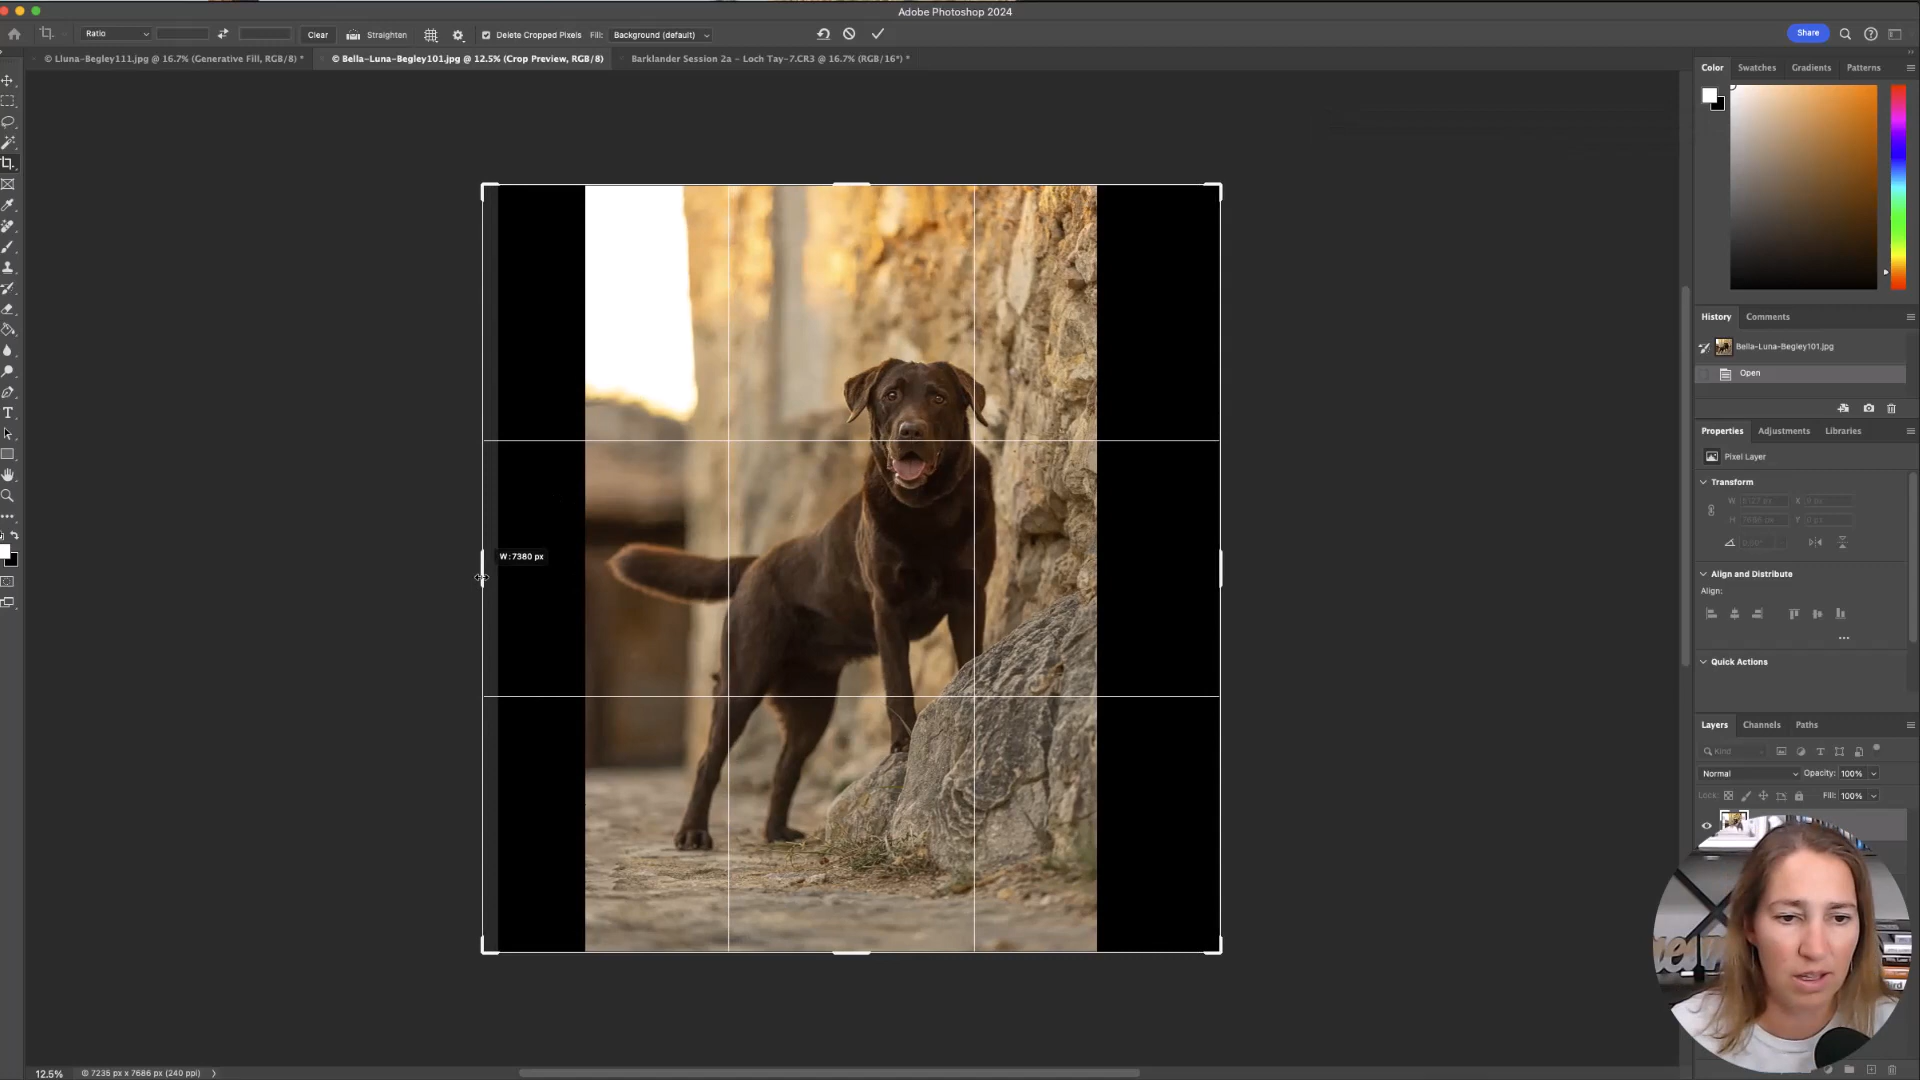 Adobe Photoshop 2024
Ratio
Clear
Straighten
Delete Cropped Pixels
Fill:
Background (default)
Share
© Lluna-Begley111.jpg @ 16.7% (Generative Fill, RGB/8) *
© Bella-Luna-Begley101.jpg @ 12.5% (Crop Preview, RGB/8)
Barklander Session 2a - Loch Tay-7.CR3 @ 16.7% (RGB/16*) *
Color
Swatches
Gradients
Patterns
History
Comments
Bella-Luna-Begley101.jpg
Open
Properties
Adjustments
Libraries
Pixel Layer
Transform
W
X
H
Y
Align and Distribute
Align:
Quick Actions
W: 7380 px
Layers
Channels
Paths
Kind
Normal
Opacity:
100%
Lock:
Fill:
100%
12.5%
7235 px x 7686 px (240 ppi)